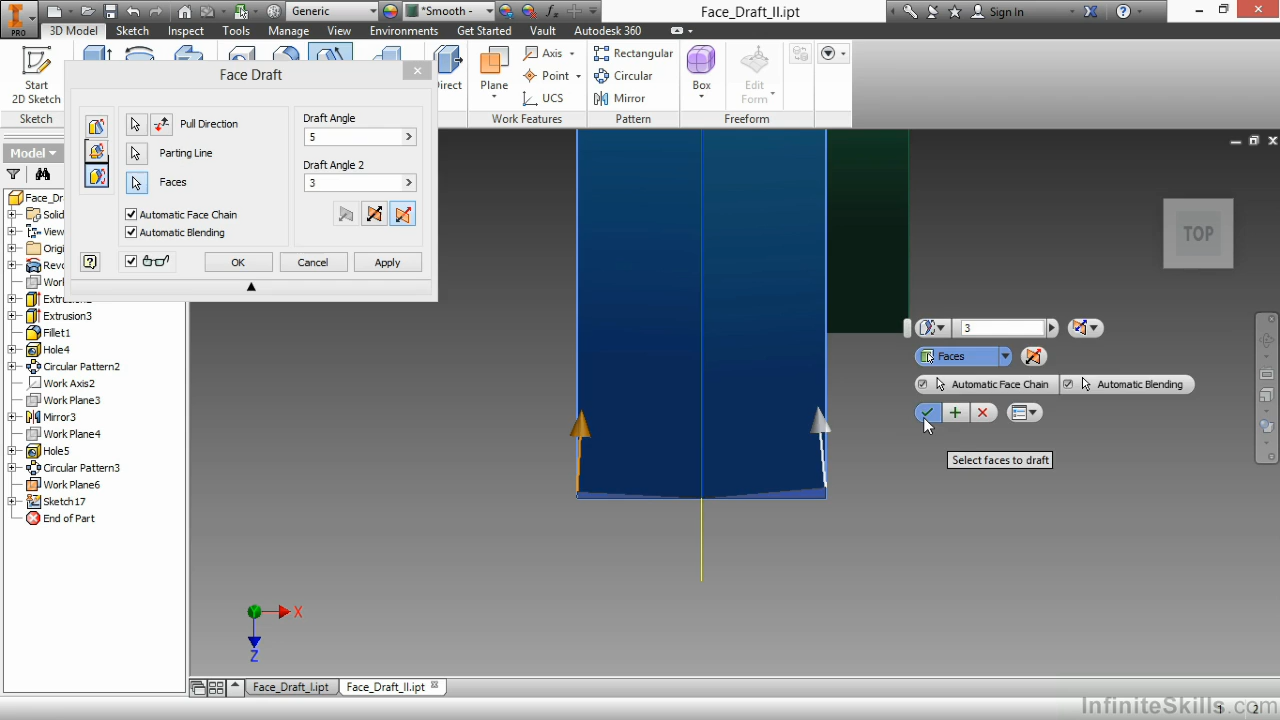 Generic
*Smooth -
Face_Draft_II.ipt
Sign In
PRO
3D Model
Sketch
Inspect
Tools
Manage
View
Environments
Get Started
Vault
Autodesk 360
Start
2D Sketch
Sketch
Direct
Plane
Axis
Point
UCS
Work Features
Rectangular
Circular
Mirror
Pattern
Box
Edit
Form
Freeform
Face Draft
Pull Direction
Parting Line
Faces
Automatic Face Chain
Automatic Blending
Draft Angle
5
Draft Angle 2
3
OK
Cancel
Apply
Model
Face_Dr
Solid
View
Origi
Revo
Work
Extrusion2
Extrusion3
Fillet1
Hole4
Circular Pattern2
Work Axis2
Work Plane3
Mirror3
Work Plane4
Hole5
Circular Pattern3
Work Plane6
Sketch17
End of Part
TOP
3
Faces
Automatic Face Chain
Automatic Blending
Select faces to draft
X
Z
Face_Draft_I.ipt
Face_Draft_II.ipt
InfiniteSkills.com
1
2